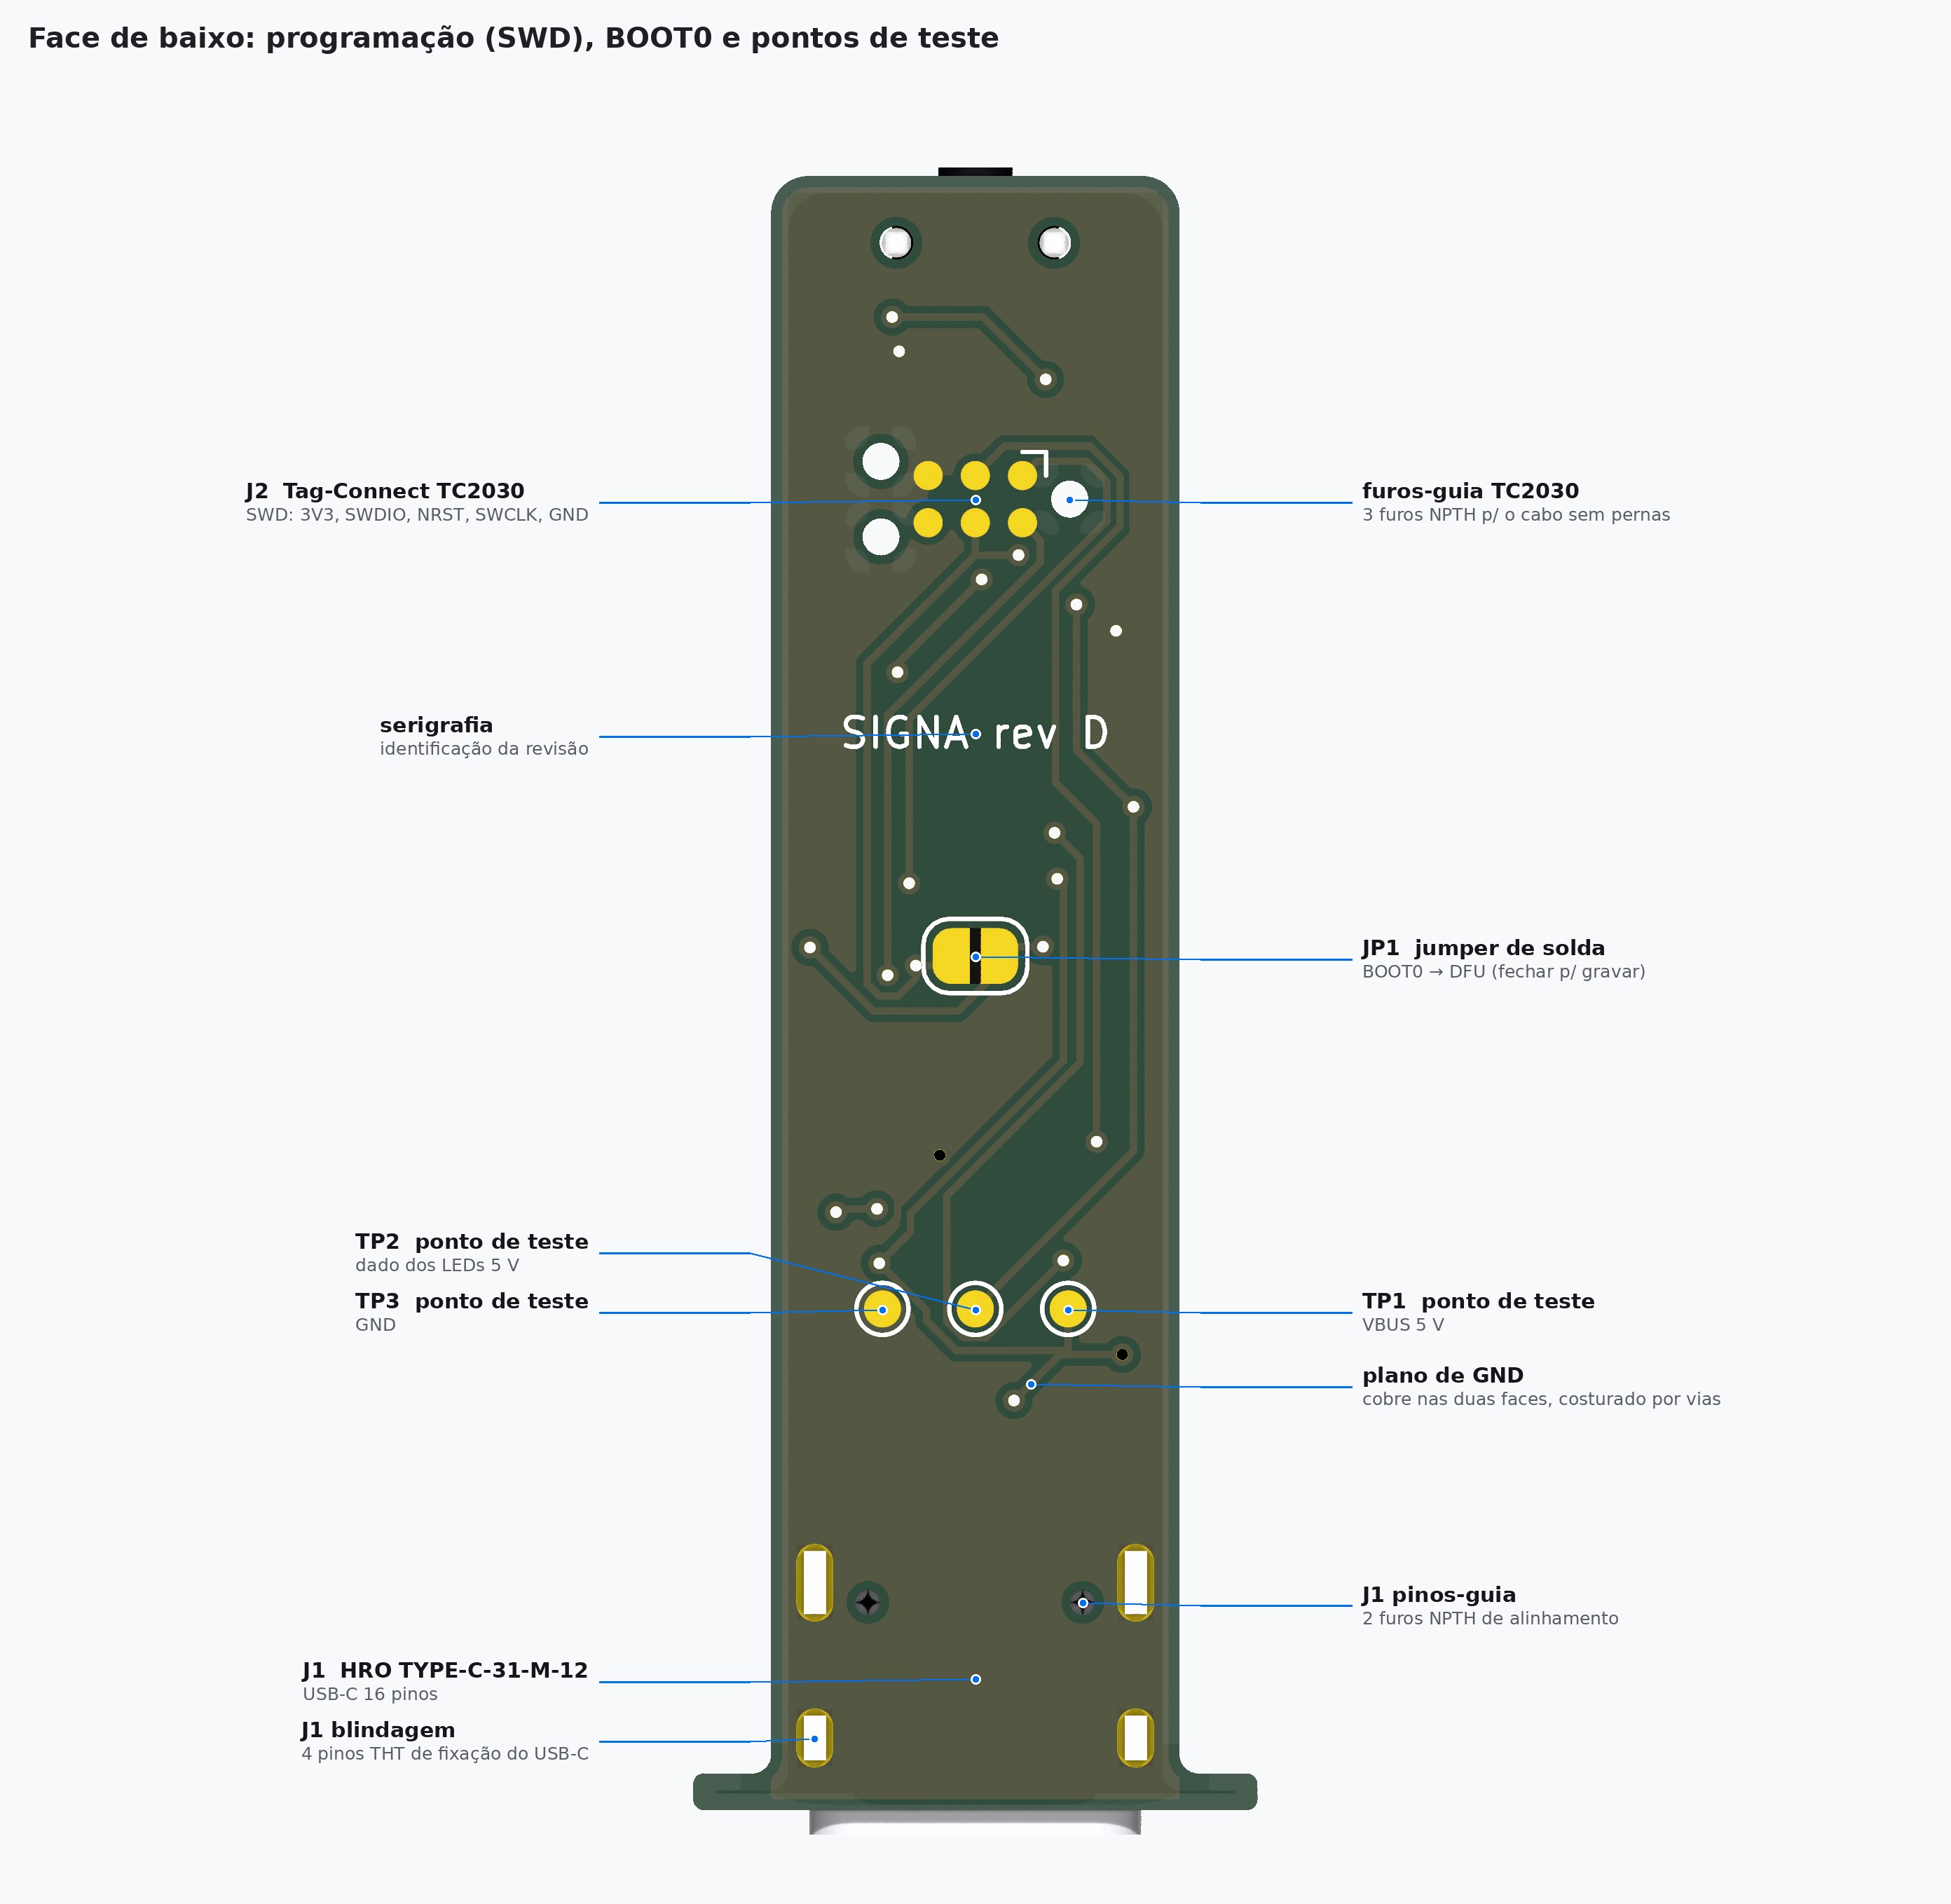 Face de baixo: programação (SWD), BOOT0 e pontos de teste
J2  Tag-Connect TC2030
SWD: 3V3, SWDIO, NRST, SWCLK, GND
furos-guia TC2030
3 furos NPTH p/ o cabo sem pernas
serigrafia
identificação da revisão
SIGNA rev D
JP1  jumper de solda
BOOT0 → DFU (fechar p/ gravar)
TP2  ponto de teste
dado dos LEDs 5 V
TP3  ponto de teste
GND
TP1  ponto de teste
VBUS 5 V
plano de GND
cobre nas duas faces, costurado por vias
J1 pinos-guia
2 furos NPTH de alinhamento
J1  HRO TYPE-C-31-M-12
USB-C 16 pinos
J1 blindagem
4 pinos THT de fixação do USB-C